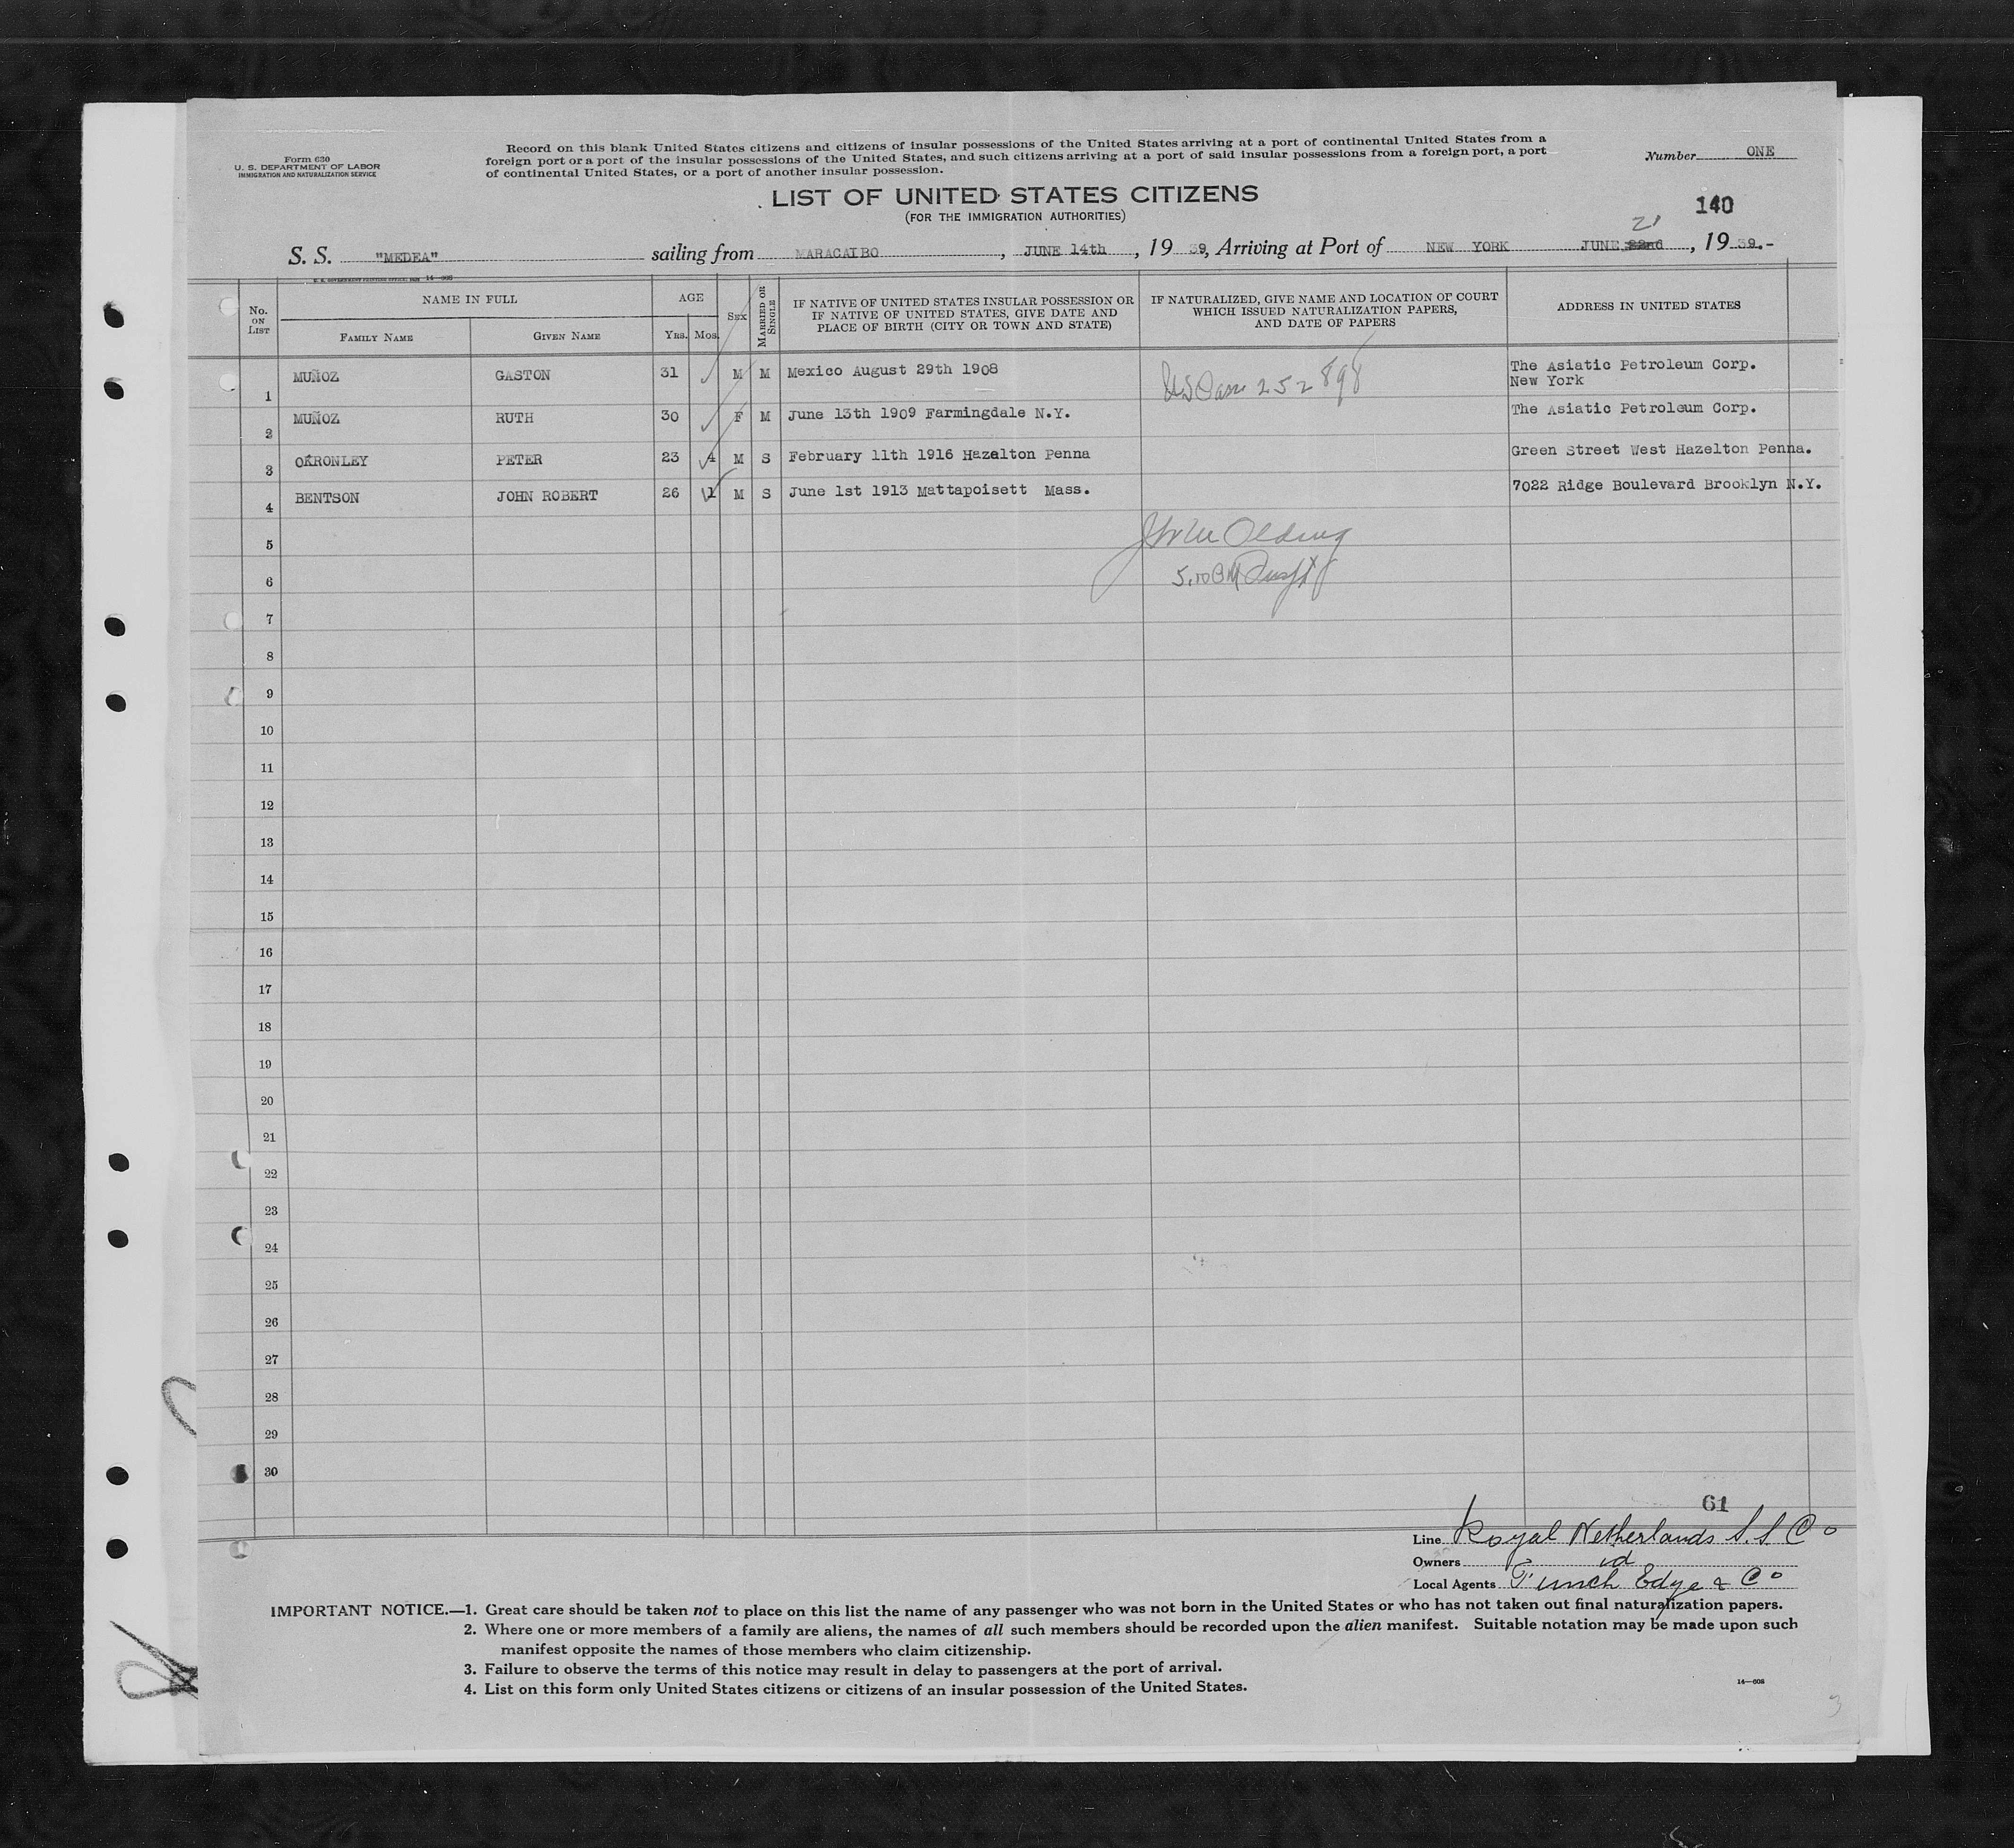 Form 630
U. S. DEPARTMENT OF LABOR
IMMIGRATION AND NATURALIZATION SERVICE
Record on this blank United States citizens and citizens of insular possessions of the United States arriving at a port of continental United States from a
foreign port or a port of the insular possessions of the United States, and such citizens arriving at a port of said insular possessions from a foreign port, a port
of continental United States, or a port of another insular possession.
Number ONE
LIST OF UNITED STATES CITIZENS
(FOR THE IMMIGRATION AUTHORITIES)
140
21
S. S. "MEDEA" sailing from MARACAIBO, JUNE 14th, 19 39, Arriving at Port of NEW YORK JUNE 22nd, 19 39.-
No. ON LIST
NAME IN FULL
FAMILY NAME GIVEN NAME
AGE
YRS. MOS.
SEX
MARRIED OR SINGLE
IF NATIVE OF UNITED STATES INSULAR POSSESSION OR
IF NATIVE OF UNITED STATES, GIVE DATE AND
PLACE OF BIRTH (CITY OR TOWN AND STATE)
IF NATURALIZED, GIVE NAME AND LOCATION OF COURT
WHICH ISSUED NATURALIZATION PAPERS,
AND DATE OF PAPERS
ADDRESS IN UNITED STATES
1 MUÑOZ GASTON 31 M M Mexico August 29th 1908 252898 The Asiatic Petroleum Corp.
New York
2 MUÑOZ RUTH 30 F M June 13th 1909 Farmingdale N.Y. The Asiatic Petroleum Corp.
3 OKRONLEY PETER 23 4 M S February 11th 1916 Hazelton Penna Green Street West Hazelton Penna.
4 BENTSON JOHN ROBERT 26 1 M S June 1st 1913 Mattapoisett Mass. 7022 Ridge Boulevard Brooklyn N.Y.
5
6
7
8
9
10
11
12
13
14
15
16
17
18
19
20
21
22
23
24
25
26
27
28
29
30
61
Line Royal Netherlands S. S. Co
Owners id
Local Agents Funch Edye & Co
IMPORTANT NOTICE.—1. Great care should be taken not to place on this list the name of any passenger who was not born in the United States or who has not taken out final naturalization papers.
2. Where one or more members of a family are aliens, the names of all such members should be recorded upon the alien manifest. Suitable notation may be made upon such
manifest opposite the names of those members who claim citizenship.
3. Failure to observe the terms of this notice may result in delay to passengers at the port of arrival.
4. List on this form only United States citizens or citizens of an insular possession of the United States.
14—608
3